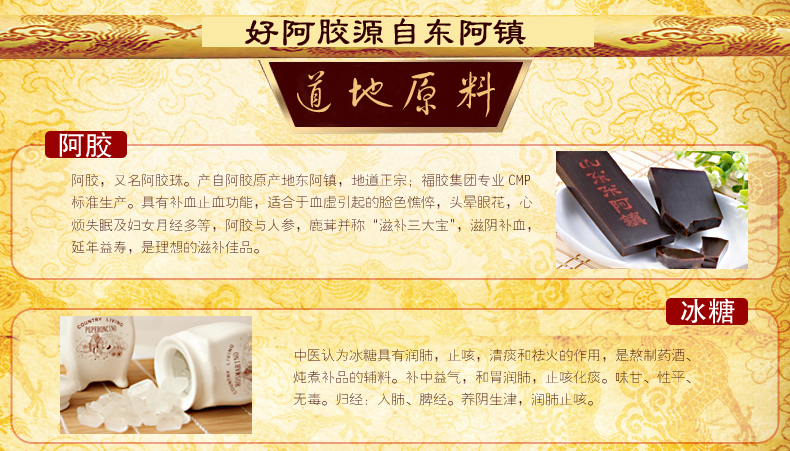 好阿胶源自东阿镇
道地原料
阿胶
阿胶，又名阿胶珠。产自阿胶原产地东阿镇，地道正宗；福胶集团专业CMP
标准生产。具有补血止血功能，适合于血虚引起的脸色憔悴，头晕眼花，心
烦失眠及妇女月经多等，阿胶与人参，鹿茸并称“滋补三大宝”，滋阴补血，
延年益寿，是理想的滋补佳品。
冰糖
COUNTRY LIVING
PEPERONCINI
中医认为冰糖具有润肺，止咳，清痰和祛火的作用，是熬制药酒、
炖煮补品的辅料。补中益气，和胃润肺，止咳化痰。味甘、性平、
无毒。归经：入肺、脾经。养阴生津，润肺止咳。